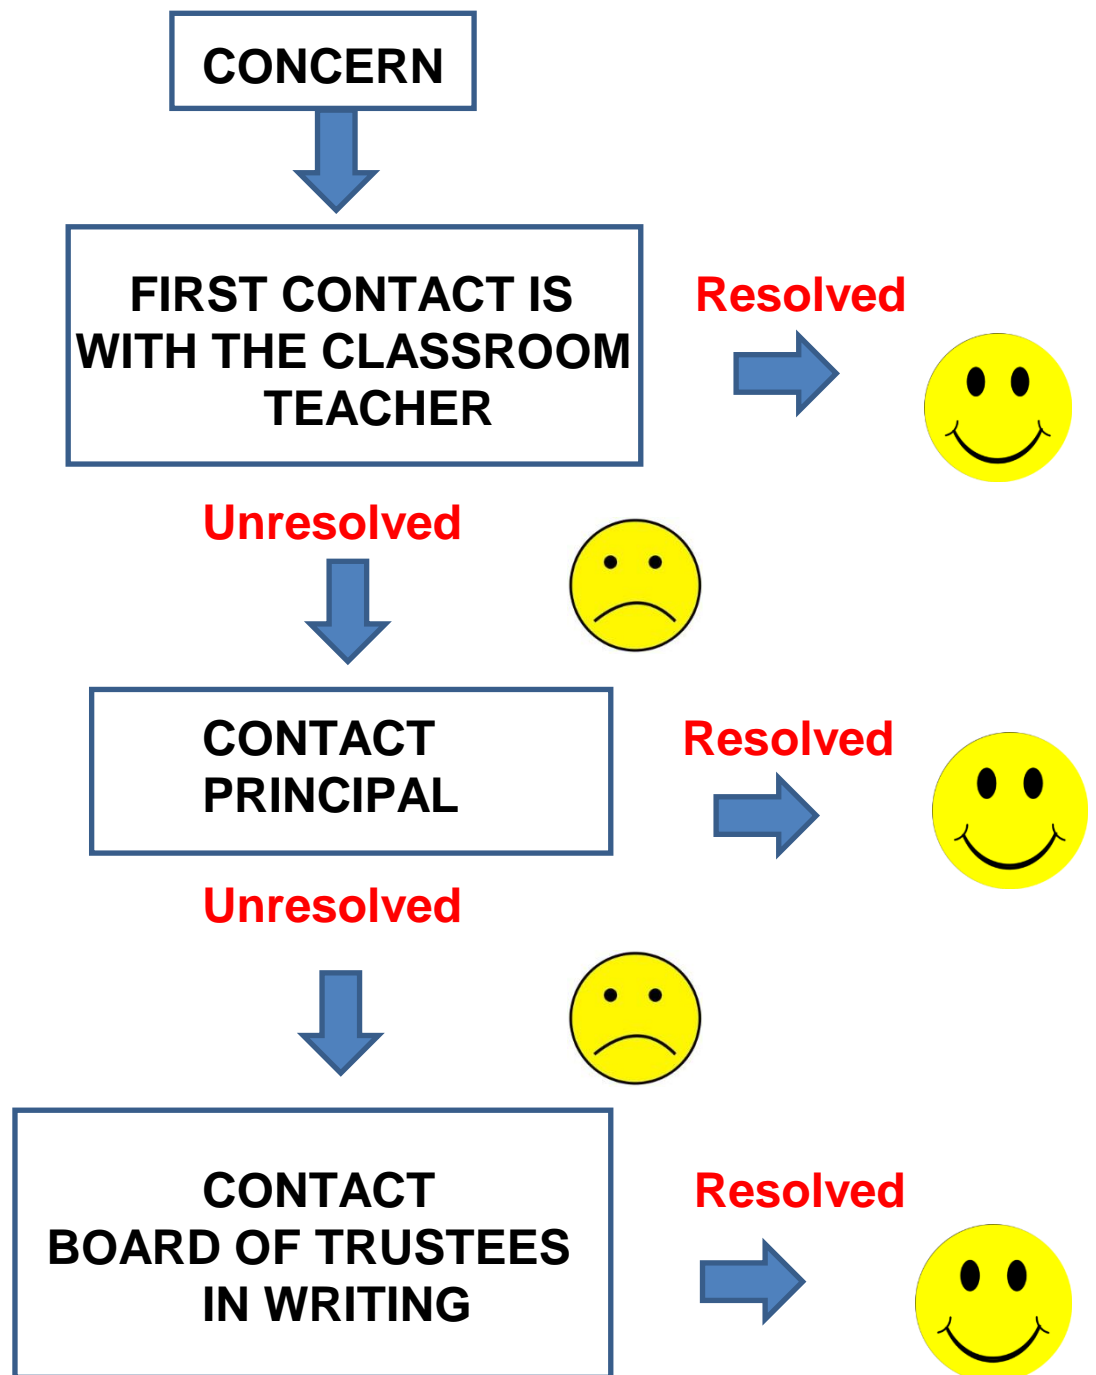 CONCERN
FIRST CONTACT IS
WITH THE CLASSROOM
TEACHER
Resolved
Unresolved
CONTACT
PRINCIPAL
Resolved
Unresolved
CONTACT
BOARD OF TRUSTEES
IN WRITING
Resolved